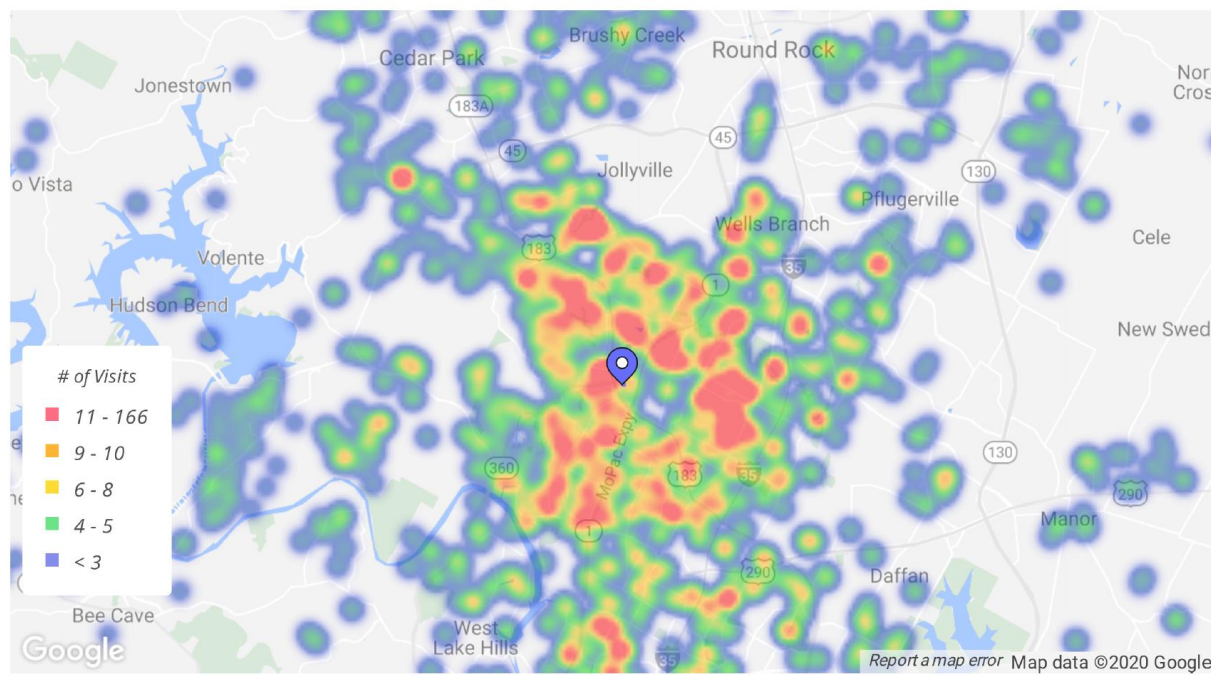 Brushy Creek
Round Rock
Cedar Park
Jonestown
Nor
Cros
183A
45
45
Jollyville
130
o Vista
Pflugerville
Wells Branch
183
Cele
Volente
35
1
Hudson Bend
New Swed
# of Visits
11 - 166
9 - 10
6 - 8
4 - 5
< 3
MoPac Expy
360
183
35
130
290
Manor
1
290
Daffan
Bee Cave
West
Lake Hills
35
Google
Report a map error
Map data ©2020 Google